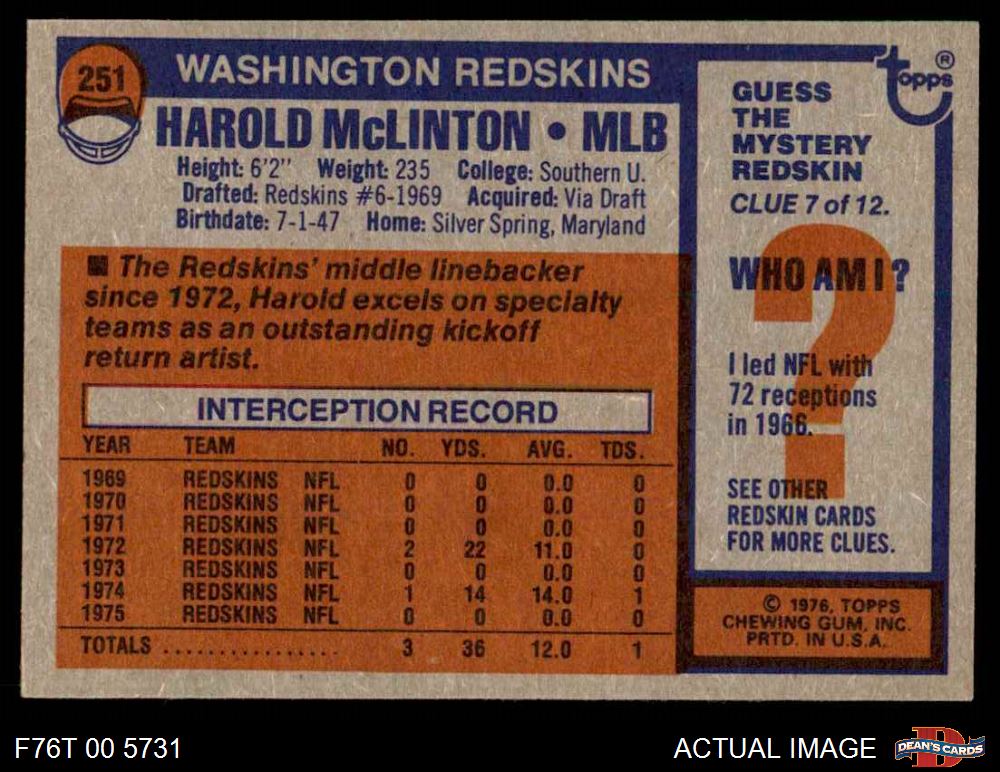 251
WASHINGTON REDSKINS
HAROLD McLINTON • MLB
Height: 6'2" Weight: 235 College: Southern U.
Drafted: Redskins #6-1969 Acquired: Via Draft
Birthdate: 7-1-47 Home: Silver Spring, Maryland
■ The Redskins' middle linebacker
since 1972, Harold excels on specialty
teams as an outstanding kickoff
return artist.
INTERCEPTION RECORD
YEAR TEAM NO. YDS. AVG. TDS.
1969 REDSKINS NFL 0 0 0.0 0
1970 REDSKINS NFL 0 0 0.0 0
1971 REDSKINS NFL 0 0 0.0 0
1972 REDSKINS NFL 2 22 11.0 0
1973 REDSKINS NFL 0 0 0.0 0
1974 REDSKINS NFL 1 14 14.0 1
1975 REDSKINS NFL 0 0 0.0 0
TOTALS ................ 3 36 12.0 1
topps ®
GUESS
THE
MYSTERY
REDSKIN
CLUE 7 of 12.
WHO AM I ?
?
I led NFL with
72 receptions
in 1966.
SEE OTHER
REDSKIN CARDS
FOR MORE CLUES.
© 1976, TOPPS
CHEWING GUM, INC.
PRTD. IN U.S.A.
F76T 00 5731
ACTUAL IMAGE
D
DEAN'S CARDS